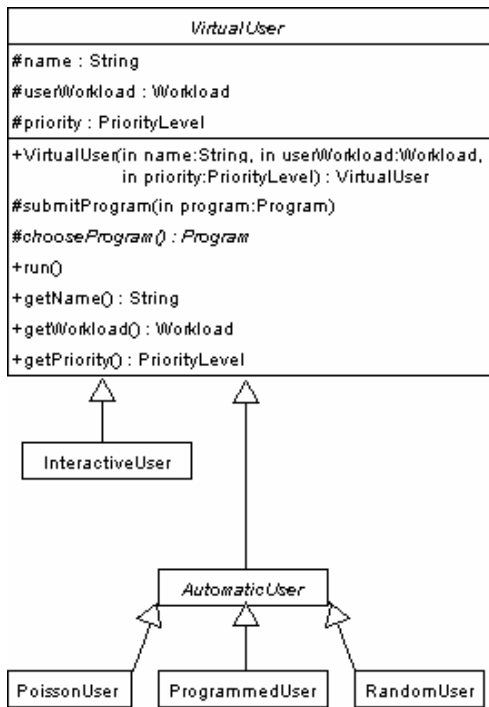 VirtualUser
#name : String
#userWorkload : Workload
#priority : PriorityLevel
+VirtualUser(in name:String, in userWorkload:Workload,
in priority:PriorityLevel) : VirtualUser
#submitProgram(in program:Program)
#chooseProgram() : Program
+run()
+getName() : String
+getWorkload() : Workload
+getPriority() : PriorityLevel
InteractiveUser
AutomaticUser
PoissonUser
ProgrammedUser
RandomUser